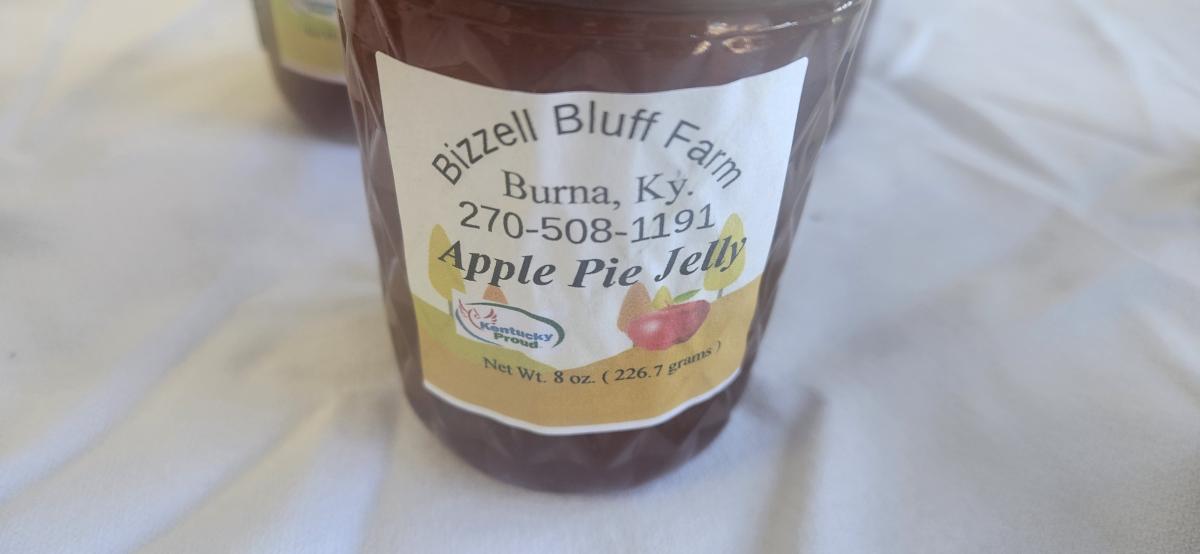 Bizzell Bluff Farm
Burna, Ky.
270-508-1191
Apple Pie Jelly
Kentucky
Proud
Net Wt. 8 oz. ( 226.7 grams )